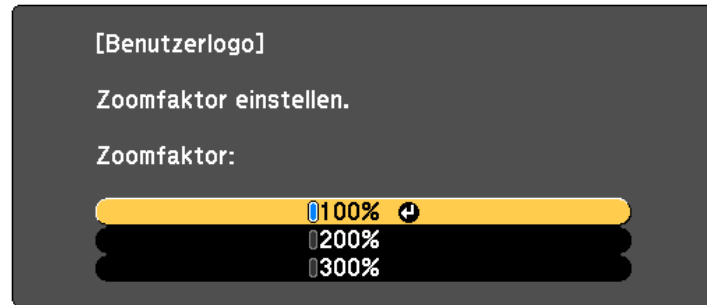 [Benutzerlogo]
Zoomfaktor einstellen.
Zoomfaktor:
100%
200%
300%